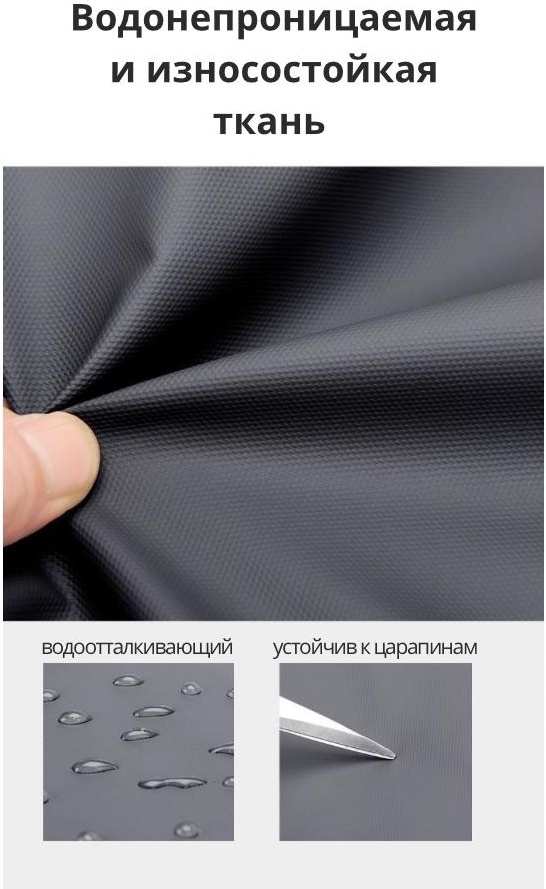 Водонепроницаемая
и износостойкая
ткань
водоотталкивающий
устойчив к царапинам